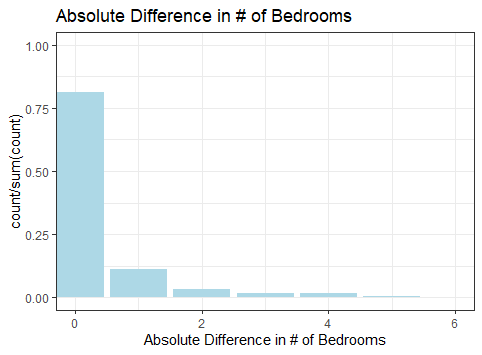 Absolute Difference in # of Bedrooms
1.00
0.75
0.50
0.25
0.00
count/sum(count)
0 2 4 6
Absolute Difference in # of Bedrooms